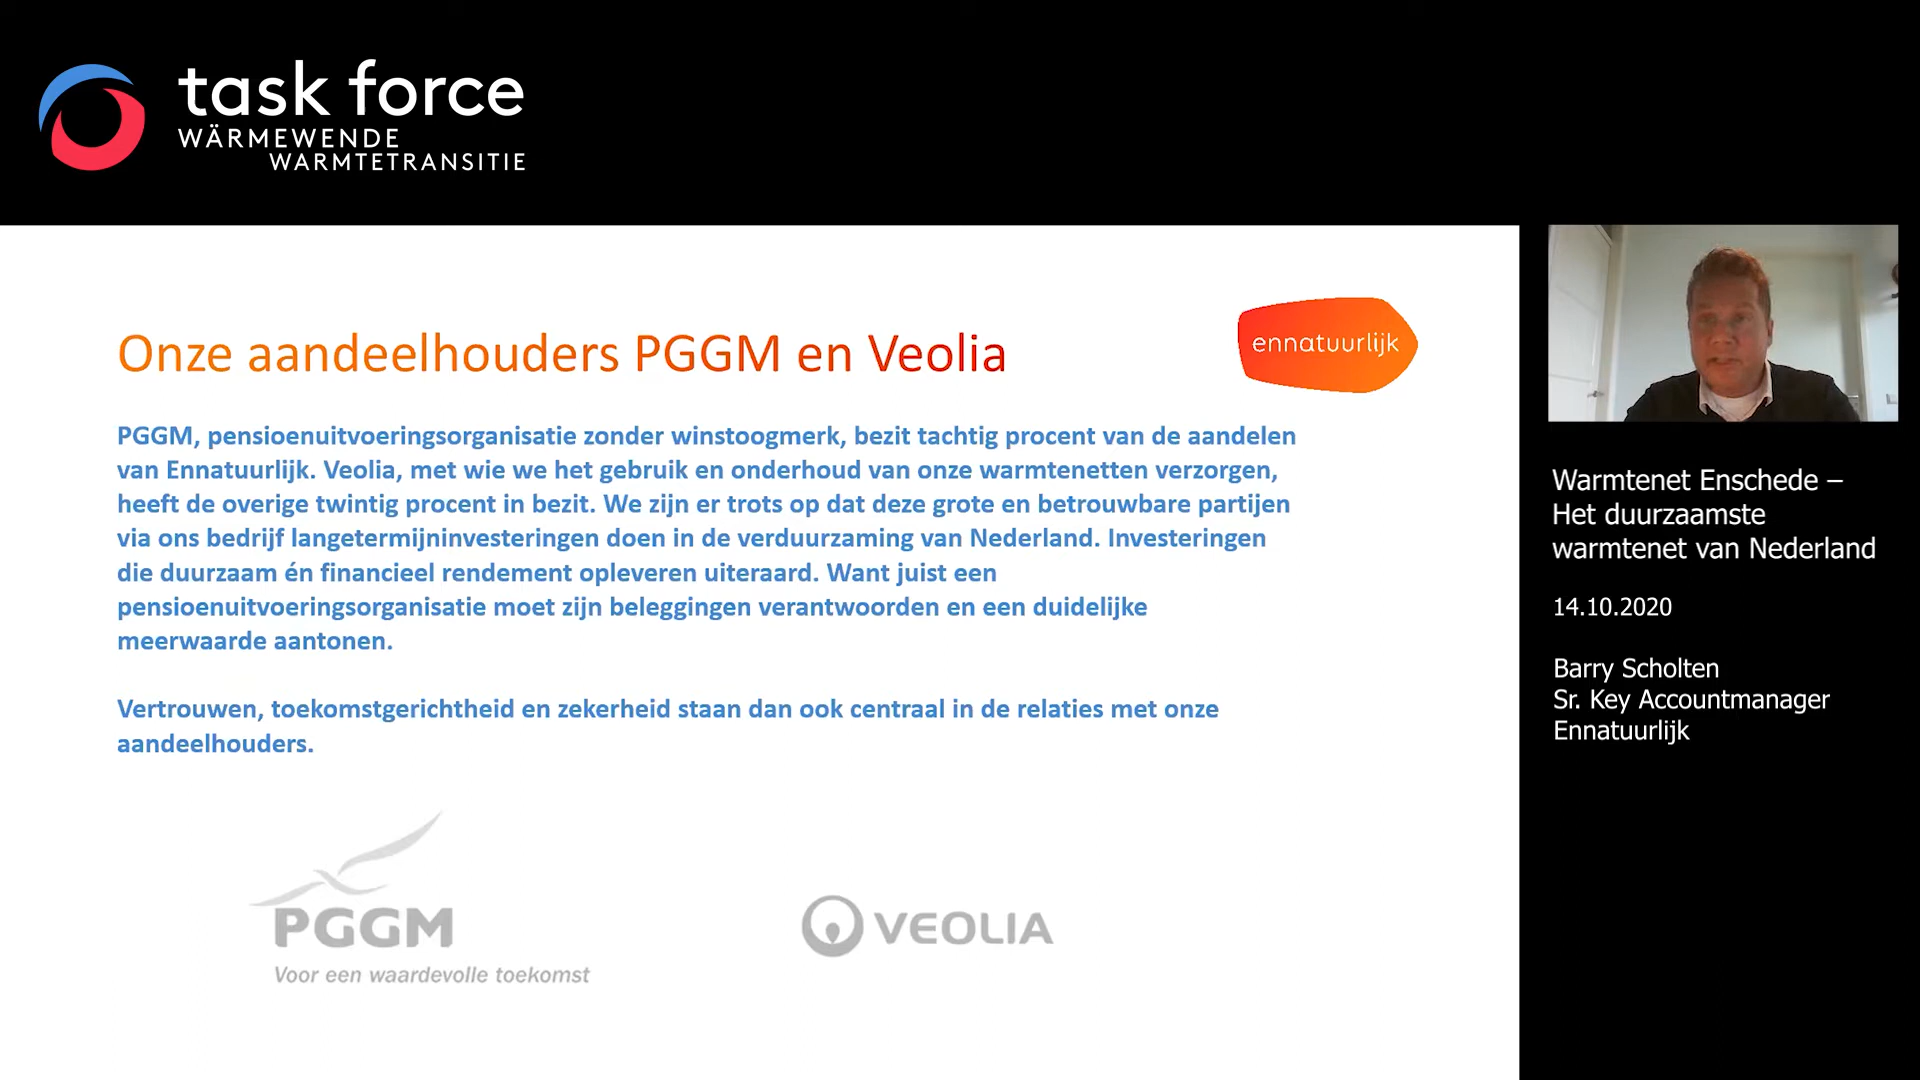 task force
WÄRMEWENDE
WARMTETRANSITIE
Onze aandeelhouders PGGM en Veolia
ennatuurlijk
PGGM, pensioenuitvoeringsorganisatie zonder winstoogmerk, bezit tachtig procent van de aandelen
van Ennatuurlijk. Veolia, met wie we het gebruik en onderhoud van onze warmtenetten verzorgen,
heeft de overige twintig procent in bezit. We zijn er trots op dat deze grote en betrouwbare partijen
via ons bedrijf langetermijninvesteringen doen in de verduurzaming van Nederland. Investeringen
die duurzaam én financieel rendement opleveren uiteraard. Want juist een
pensioenuitvoeringsorganisatie moet zijn beleggingen verantwoorden en een duidelijke
meerwaarde aantonen.
Vertrouwen, toekomstgerichtheid en zekerheid staan dan ook centraal in de relaties met onze
aandeelhouders.
PGGM
Voor een waardevolle toekomst
VEOLIA
Warmtenet Enschede –
Het duurzaamste
warmtenet van Nederland
14.10.2020
Barry Scholten
Sr. Key Accountmanager
Ennatuurlijk